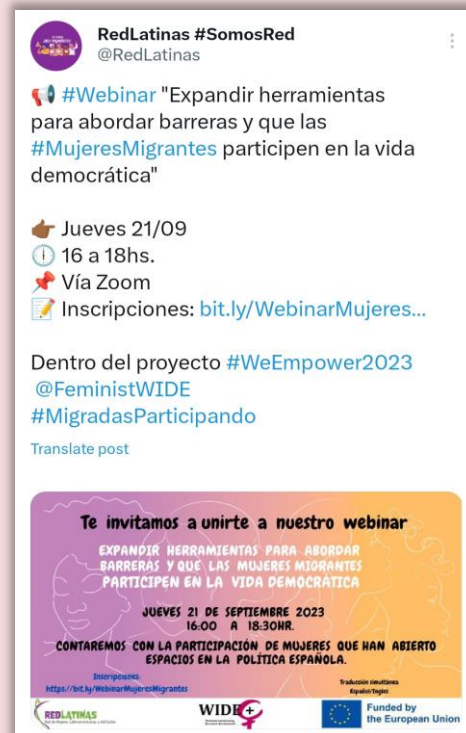 RedLatinas #SomosRed
@RedLatinas
📢 #Webinar "Expandir herramientas
para abordar barreras y que las
#MujeresMigrantes participen en la vida
democrática"
👉🏾 Jueves 21/09
🕕 16 a 18hs.
📌 Vía Zoom
📝 Inscripciones: bit.ly/WebinarMujeres...
Dentro del proyecto #WeEmpower2023
@FeministWIDE
#MigradasParticipando
Translate post
Te invitamos a unirte a nuestro webinar
EXPANDIR HERRAMIENTAS PARA ABORDAR
BARRERAS Y QUE LAS MUJERES MIGRANTES
PARTICIPEN EN LA VIDA DEMOCRÁTICA
JUEVES 21 DE SEPTIEMBRE 2023
16:00 A 18:30HR.
CONTAREMOS CON LA PARTICIPACIÓN DE MUJERES QUE HAN ABIERTO
ESPACIOS EN LA POLÍTICA ESPAÑOLA.
Inscripciones:
https://bit.ly/WebinarMujeresMigrantes
Traducción simultánea
Español/Ingles
REDLATINAS
WIDE+
Funded by
the European Union